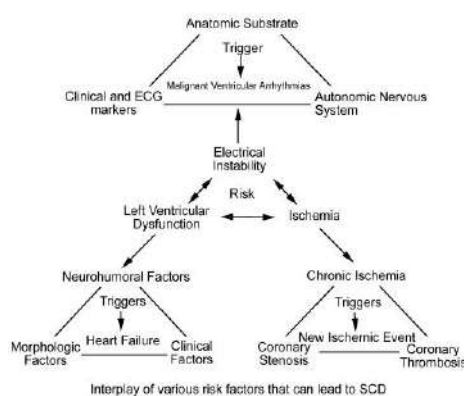 Anatomic Substrate
Trigger
Malignant Ventricular Arrhythmias
Clinical and ECG
markers
Autonomic Nervous
System
Electrical
Instability
Risk
Left Ventricular
Dysfunction
Ischemia
Neurohumoral Factors
Chronic Ischemia
Triggers
Triggers
Heart Failure
New Ischemic Event
Morphologic
Factors
Clinical
Factors
Coronary
Stenosis
Coronary
Thrombosis
Interplay of various risk factors that can lead to SCD